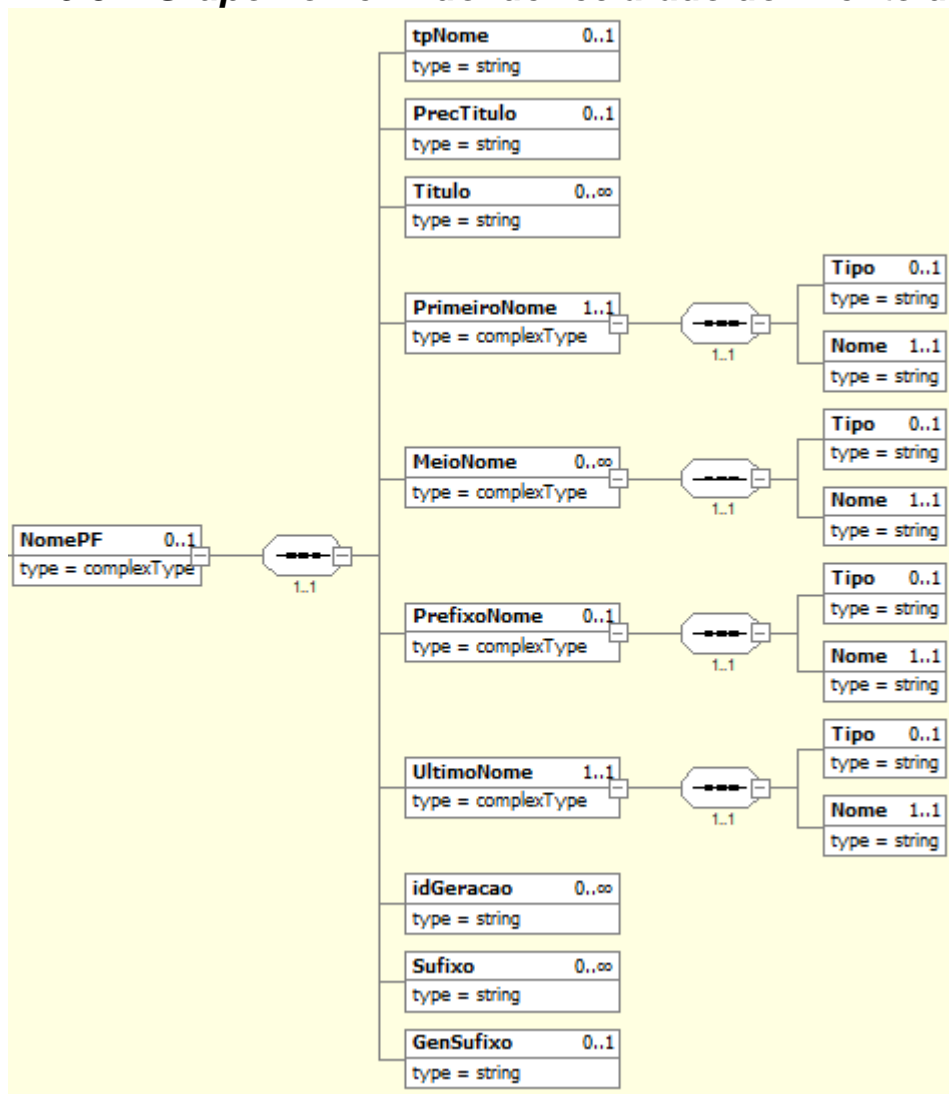 tpNome 0..1
type = string
PrecTitulo 0..1
type = string
Titulo 0..∞
type = string
PrimeiroNome 1..1
type = complexType
1..1
Tipo 0..1
type = string
Nome 1..1
type = string
MeioNome 0..∞
type = complexType
1..1
Tipo 0..1
type = string
Nome 1..1
type = string
NomePF 0..1
type = complexType
1..1
PrefixoNome 0..1
type = complexType
1..1
Tipo 0..1
type = string
Nome 1..1
type = string
UltimoNome 1..1
type = complexType
1..1
Tipo 0..1
type = string
Nome 1..1
type = string
idGeracao 0..∞
type = string
Sufixo 0..∞
type = string
GenSufixo 0..1
type = string